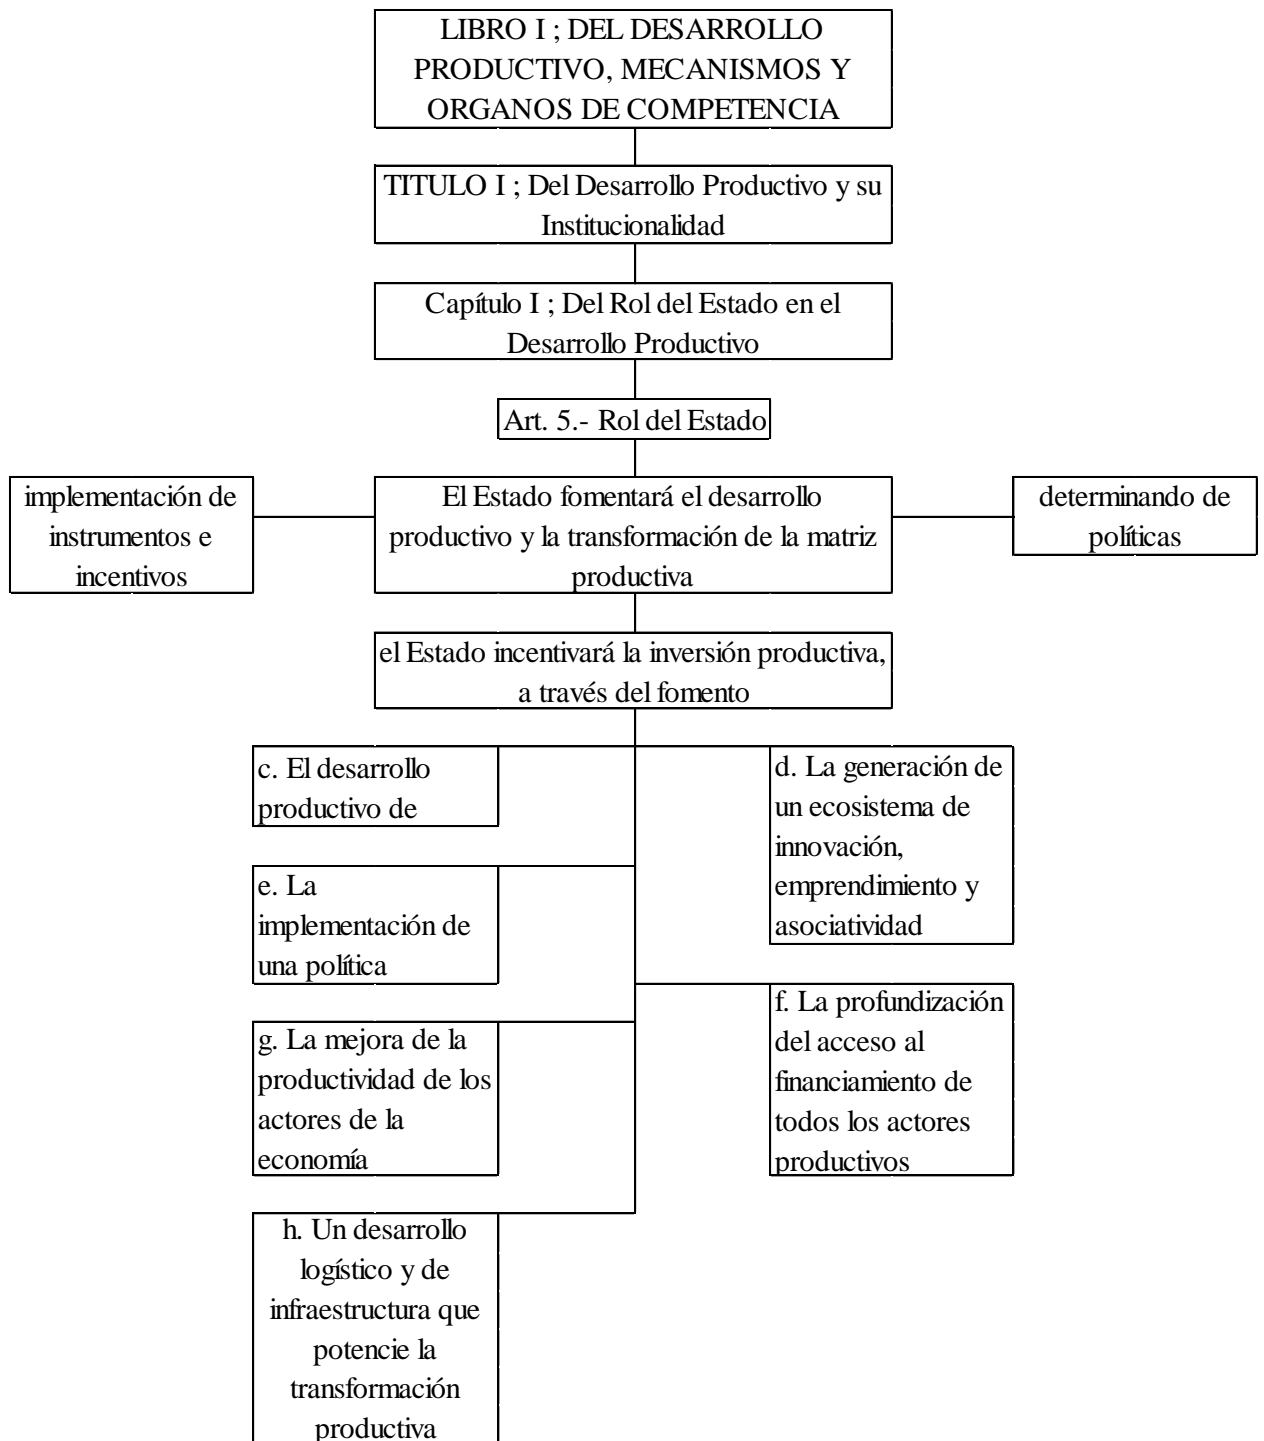 LIBRO I ; DEL DESARROLLO
PRODUCTIVO, MECANISMOS Y
ORGANOS DE COMPETENCIA
TITULO I ; Del Desarrollo Productivo y su
Institucionalidad
Capítulo I ; Del Rol del Estado en el
Desarrollo Productivo
Art. 5.- Rol del Estado
implementación de
instrumentos e
incentivos
El Estado fomentará el desarrollo
productivo y la transformación de la matriz
productiva
determinando de
políticas
el Estado incentivará la inversión productiva,
a través del fomento
c. El desarrollo
productivo de
d. La generación de
un ecosistema de
innovación,
emprendimiento y
asociatividad
e. La
implementación de
una política
f. La profundización
del acceso al
financiamiento de
todos los actores
productivos
g. La mejora de la
productividad de los
actores de la
economía
h. Un desarrollo
logístico y de
infraestructura que
potencie la
transformación
productiva